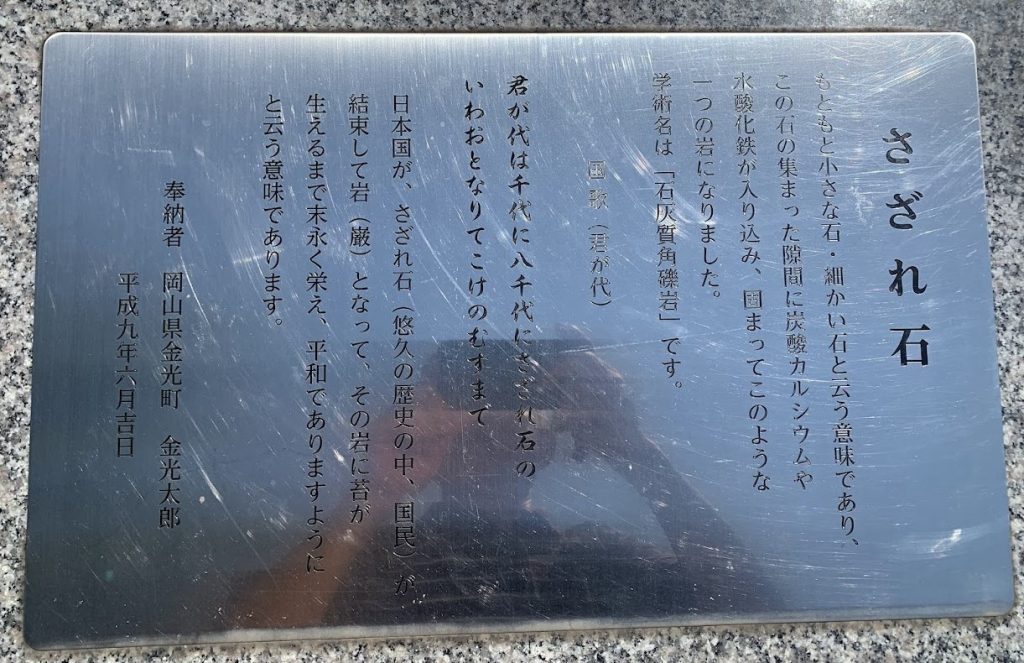 さざれ石
もともと小さな石・細かい石と云う意味であり、
この石の集まった隙間に炭酸カルシウムや
水酸化鉄が入り込み、固まってこのような
一つの岩になりました。
学術名は「石灰質角礫岩」です。
国歌（君が代）
君が代は千代に八千代にさざれ石の
いわおとなりてこけのむすまで
日本国が、さざれ石（悠久の歴史の中、国民）が
結束して岩（巌）となって、その岩に苔が
生えるまで末永く栄え、平和でありますように
と云う意味であります。
奉納者　岡山県金光町　金光太郎
平成九年六月吉日